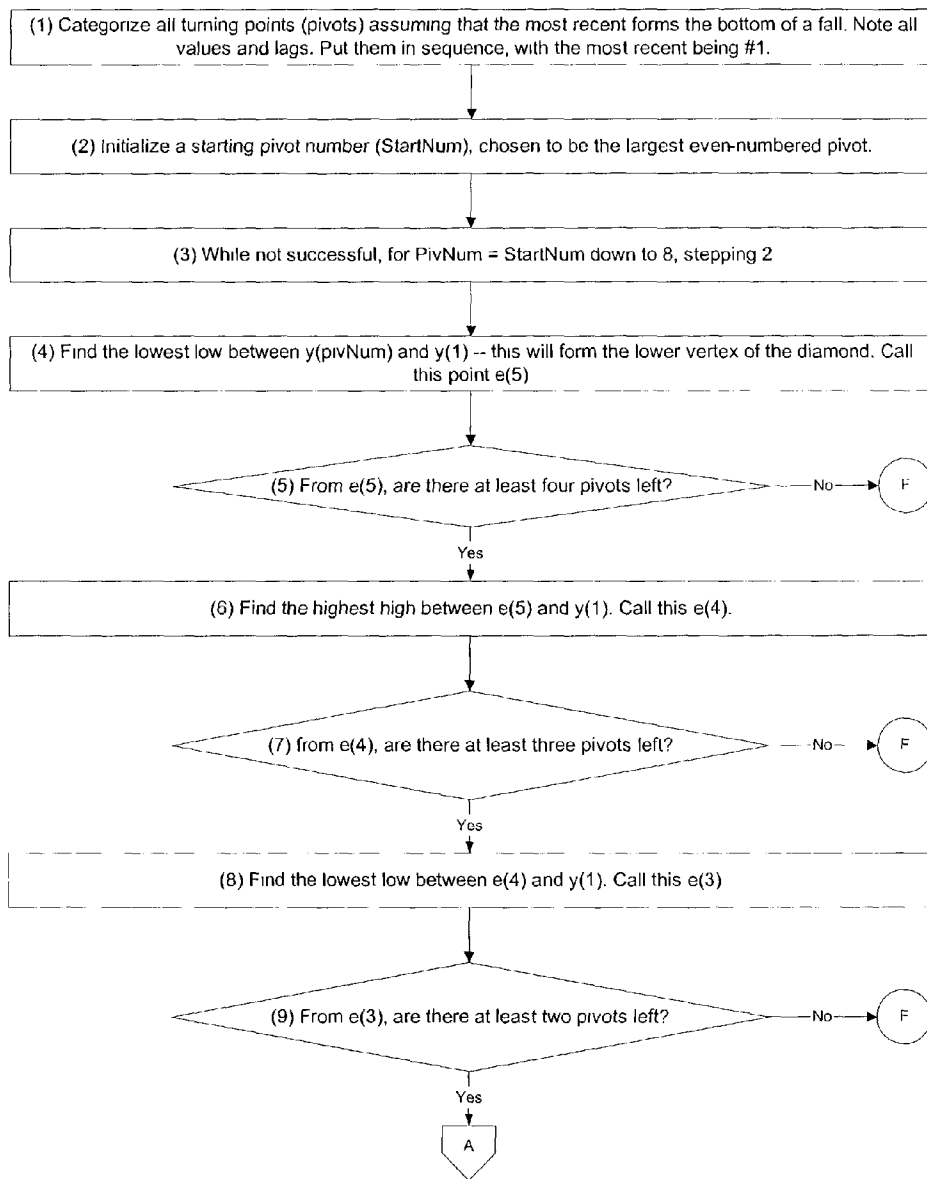 (1) Categorize all turning points (pivots) assuming that the most recent forms the bottom of a fall. Note all
values and lags. Put them in sequence, with the most recent being #1.
(2) Initialize a starting pivot number (StartNum), chosen to be the largest even-numbered pivot.
(3) While not successful, for PivNum = StartNum down to 8, stepping 2
(4) Find the lowest low between y(pivNum) and y(1) -- this will form the lower vertex of the diamond. Call
this point e(5)
(5) From e(5), are there at least four pivots left?
No
F
Yes
(6) Find the highest high between e(5) and y(1). Call this e(4).
(7) from e(4), are there at least three pivots left?
No
F
Yes
(8) Find the lowest low between e(4) and y(1). Call this e(3)
(9) From e(3), are there at least two pivots left?
No
F
Yes
A